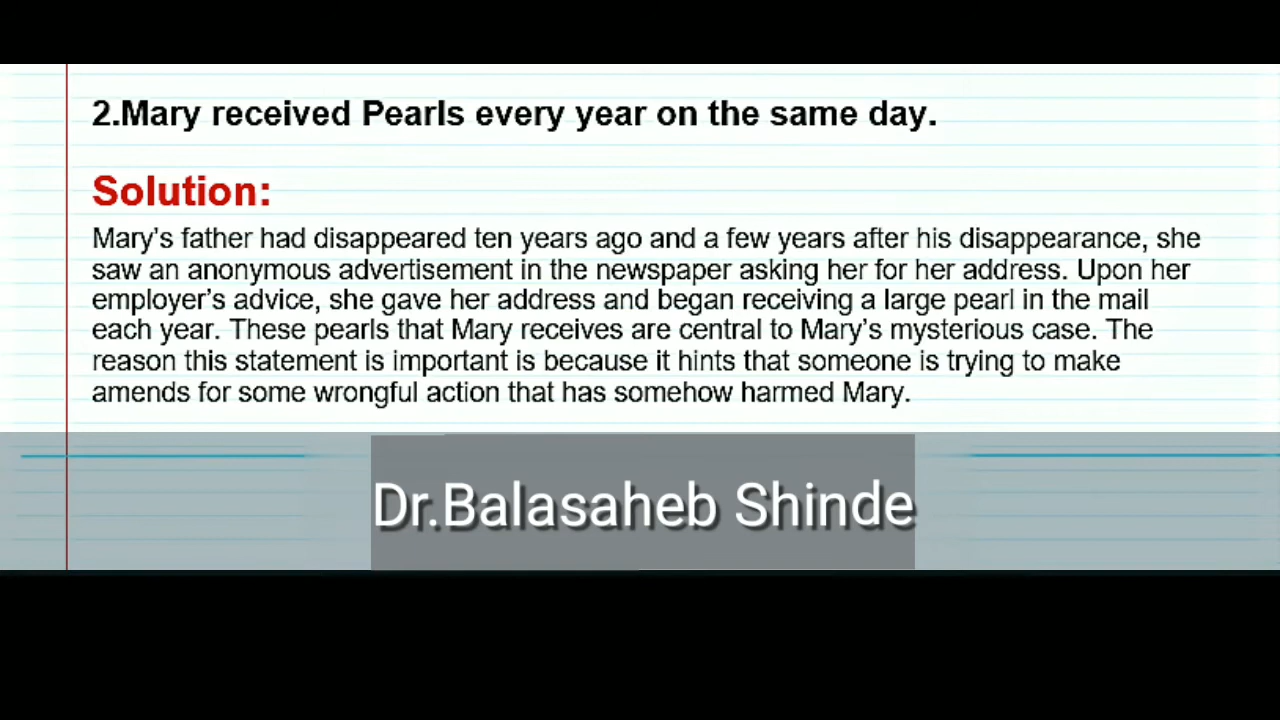 2.Mary received Pearls every year on the same day.
Solution:
Mary's father had disappeared ten years ago and a few years after his disappearance, she
saw an anonymous advertisement in the newspaper asking her for her address. Upon her
employer's advice, she gave her address and began receiving a large pearl in the mail
each year. These pearls that Mary receives are central to Mary's mysterious case. The
reason this statement is important is because it hints that someone is trying to make
amends for some wrongful action that has somehow harmed Mary.
Dr.Balasaheb Shinde